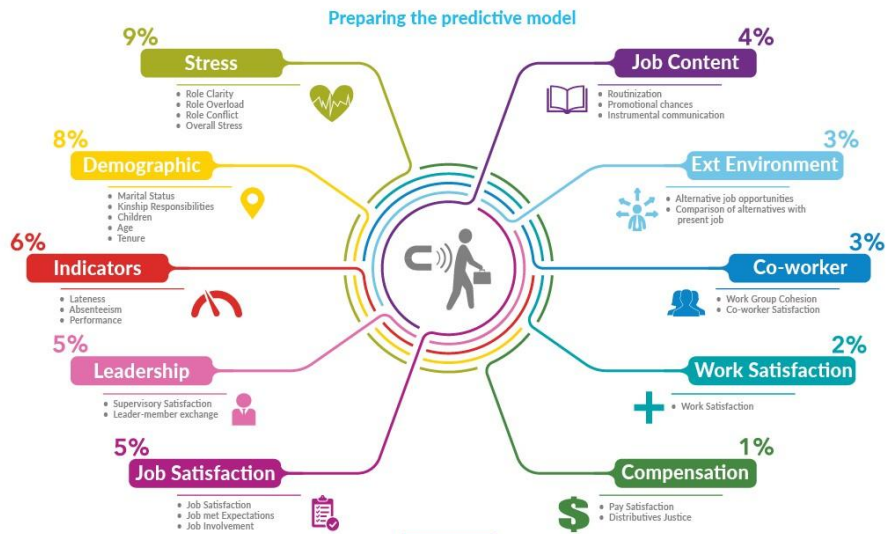 Preparing the predictive model
9%
Stress
• Role Clarity
• Role Overload
• Role Conflict
• Overall Stress
8%
Demographic
• Marital Status
• Kinship Responsibilities
• Children
• Age
• Tenure
6%
Indicators
• Lateness
• Absenteeism
• Performance
5%
Leadership
• Supervisory Satisfaction
• Leader-member exchange
5%
Job Satisfaction
• Job Satisfaction
• Job met Expectations
• Job Involvement
4%
Job Content
• Routinization
• Promotional chances
• Instrumental communication
3%
Ext Environment
• Alternative job opportunities
• Comparison of alternatives with
present job
3%
Co-worker
• Work Group Cohesion
• Co-worker Satisfaction
2%
Work Satisfaction
• Work Satisfaction
1%
Compensation
• Pay Satisfaction
• Distributives Justice